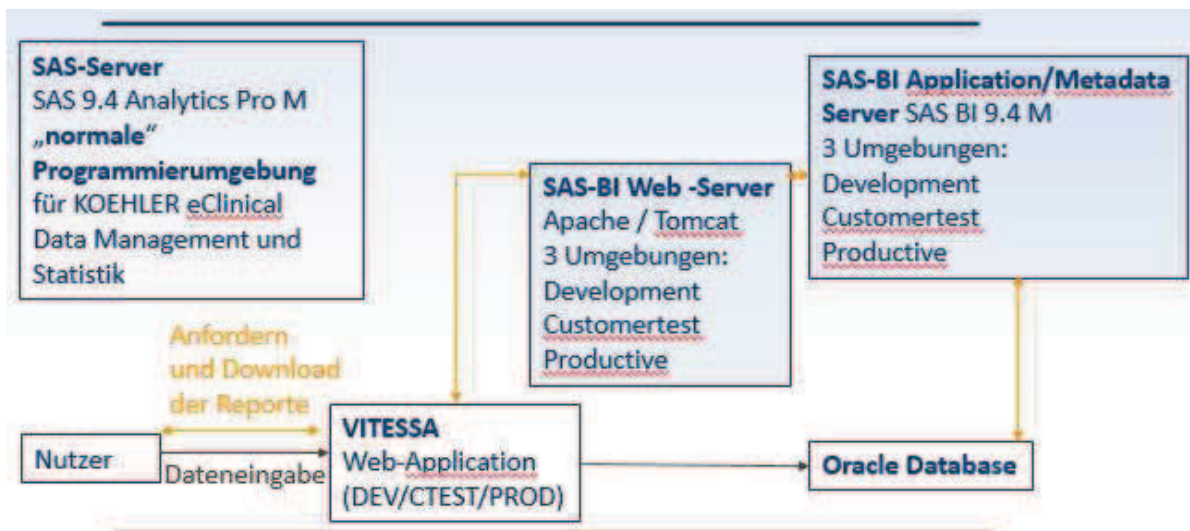 SAS-Server
SAS 9.4 Analytics Pro M
„normale“
Programmierumgebung
für KOEHLER eClinical
Data Management und
Statistik
SAS-BI Web -Server
Apache / Tomcat
3 Umgebungen:
Development
Customertest
Productive
SAS-BI Application/Metadata
Server SAS BI 9.4 M
3 Umgebungen:
Development
Customertest
Productive
Anfordern
und Download
der Reporte
Nutzer
Dateneingabe
VITESSA
Web-Application
(DEV/CTEST/PROD)
Oracle Database